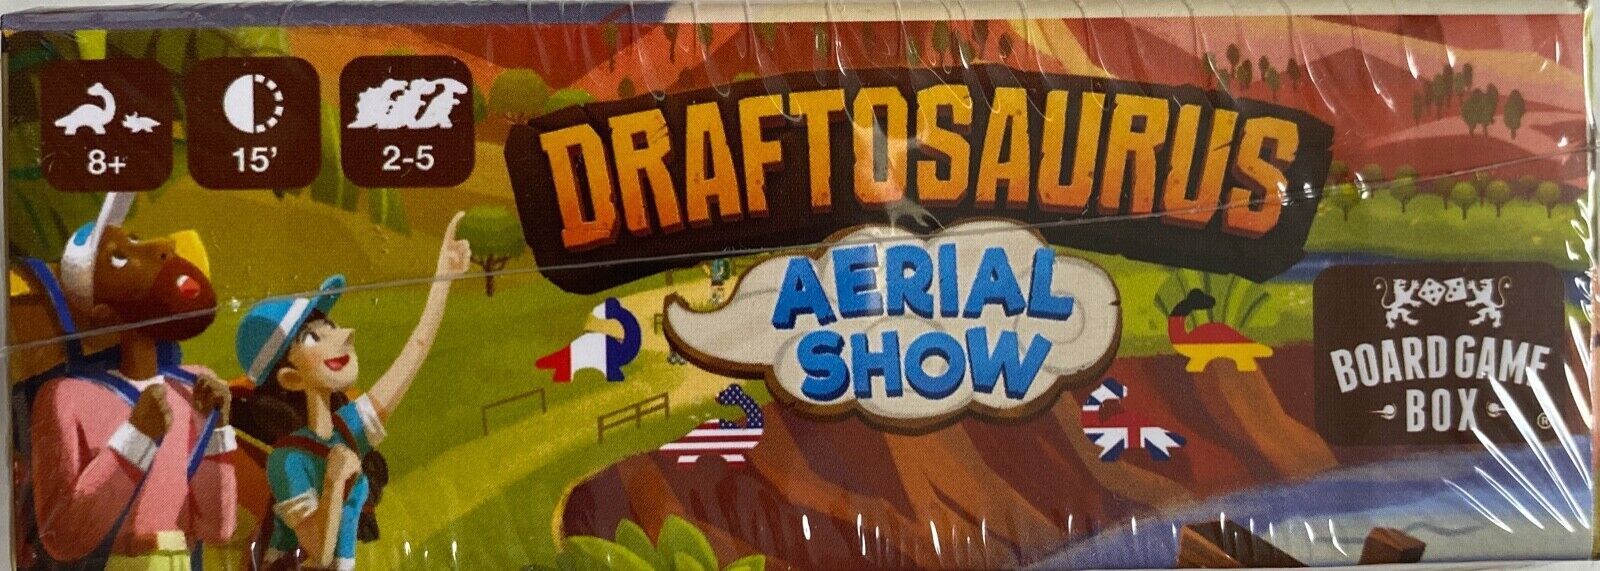 8+
15'
2-5
DRAFTOSAURUS
AERIAL
SHOW
BOARD GAME
BOX
®